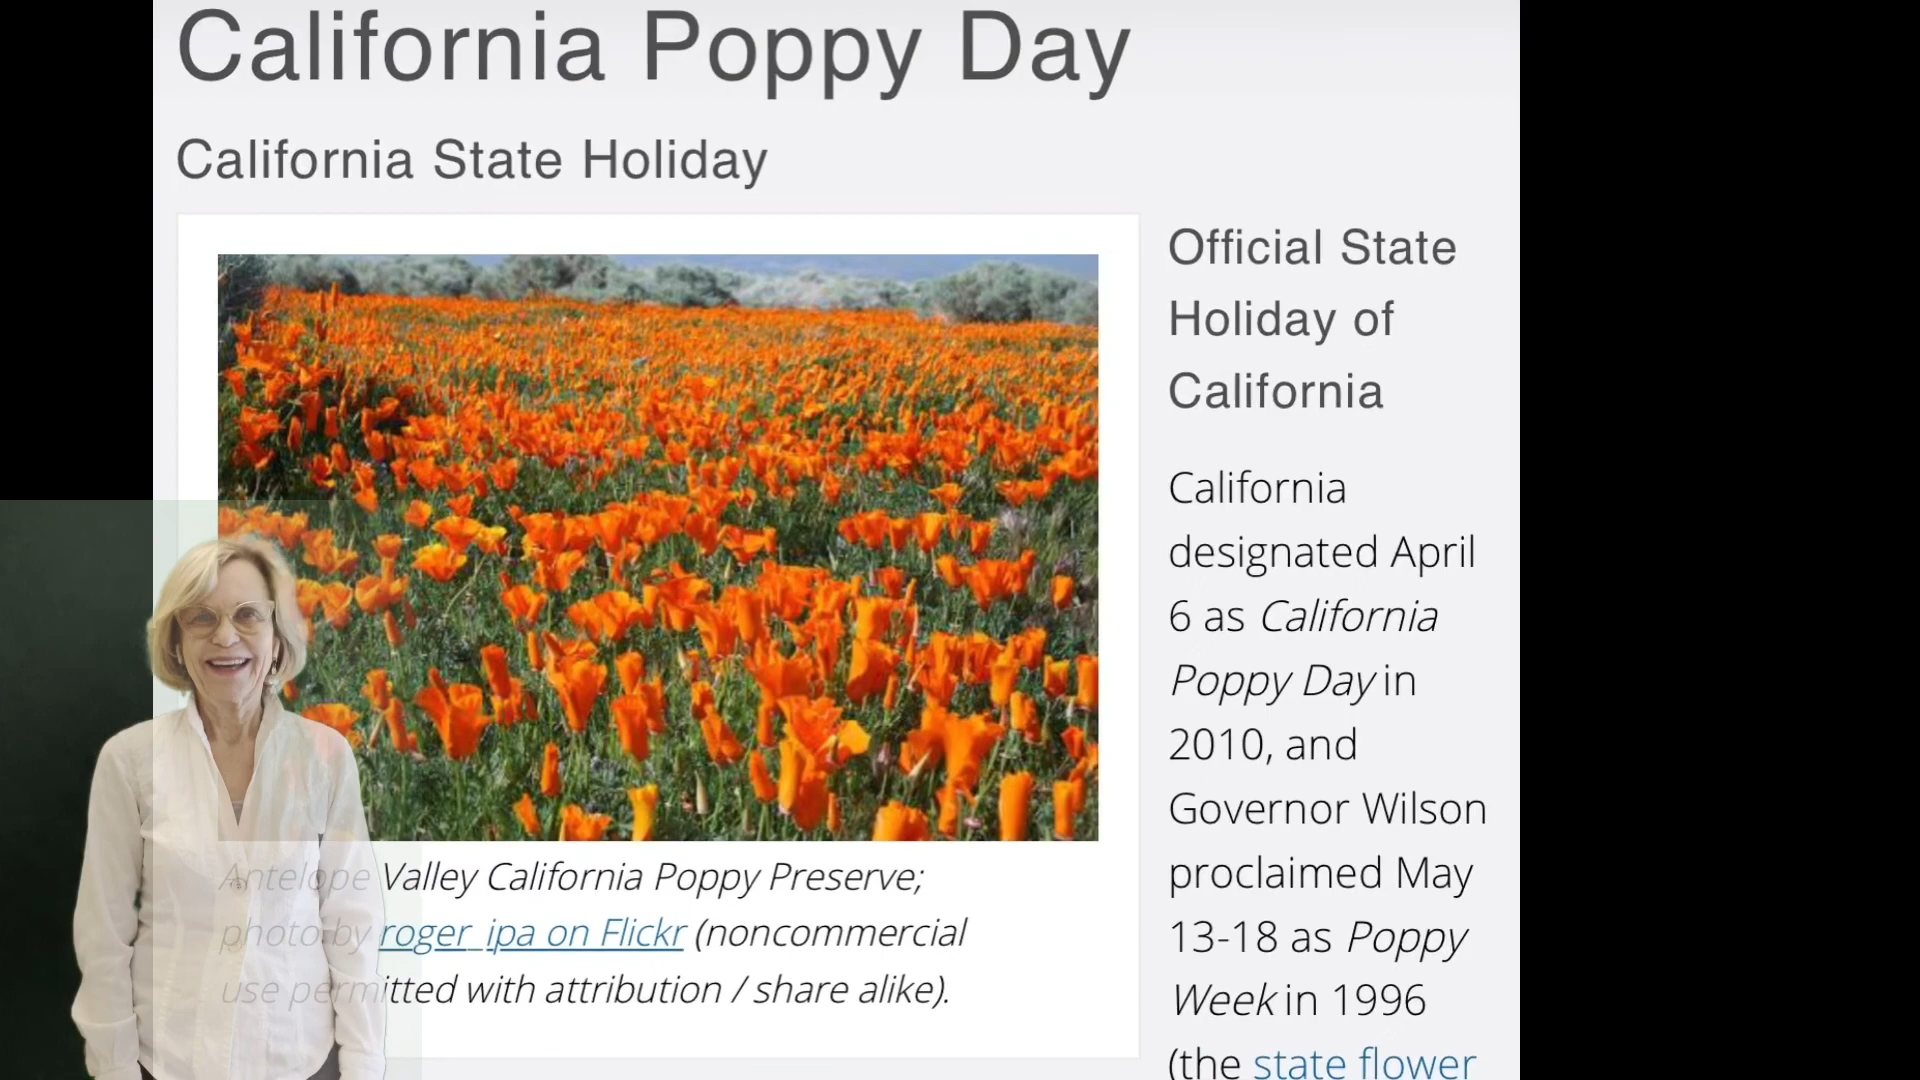 California Poppy Day
California State Holiday
Antelope Valley California Poppy Preserve;
photo by roger_ipa on Flickr (noncommercial
use permitted with attribution / share alike).
Official State
Holiday of
California
California
designated April
6 as California
Poppy Day in
2010, and
Governor Wilson
proclaimed May
13-18 as Poppy
Week in 1996
(the state flower